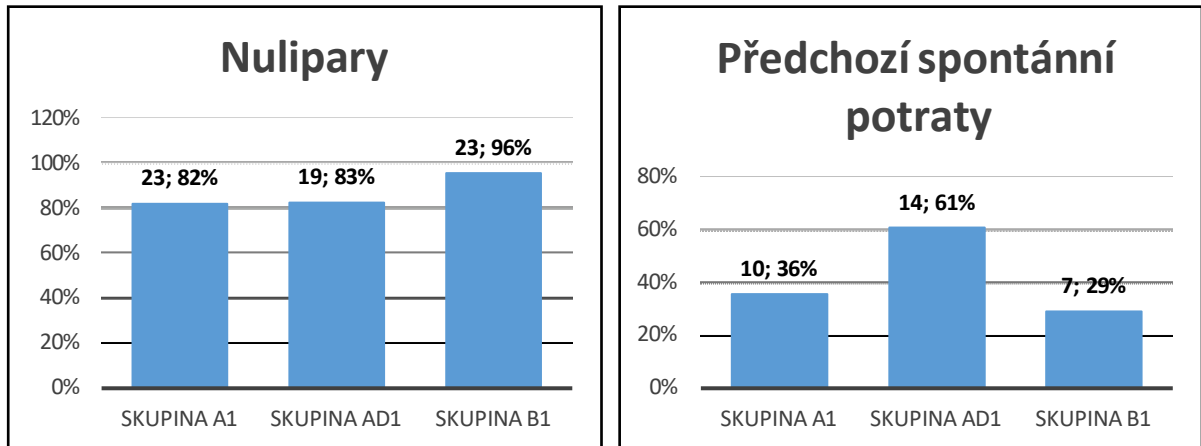 Nulipary
120%
100%
80%
60%
40%
20%
0%
23; 82%
19; 83%
23; 96%
SKUPINA A1
SKUPINA AD1
SKUPINA B1
Předchozí spontánní
potraty
80%
60%
40%
20%
0%
10; 36%
14; 61%
7; 29%
SKUPINA A1
SKUPINA AD1
SKUPINA B1